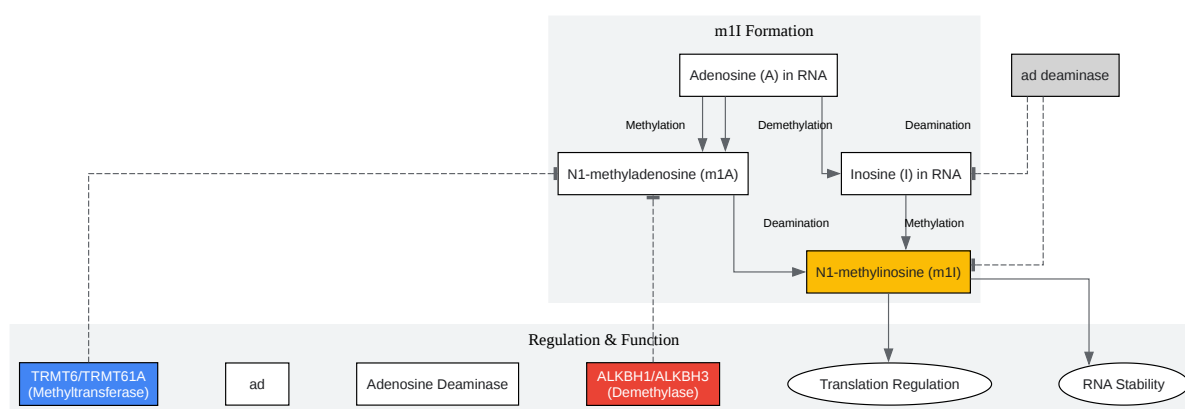 m1I Formation
Adenosine (A) in RNA
ad deaminase
Methylation
Demethylation
Deamination
N1-methyladenosine (m1A)
Inosine (I) in RNA
Deamination
Methylation
N1-methylinosine (m1I)
Regulation & Function
TRMT6/TRMT61A
(Methyltransferase)
ad
Adenosine Deaminase
ALKBH1/ALKBH3
(Demethylase)
Translation Regulation
RNA Stability